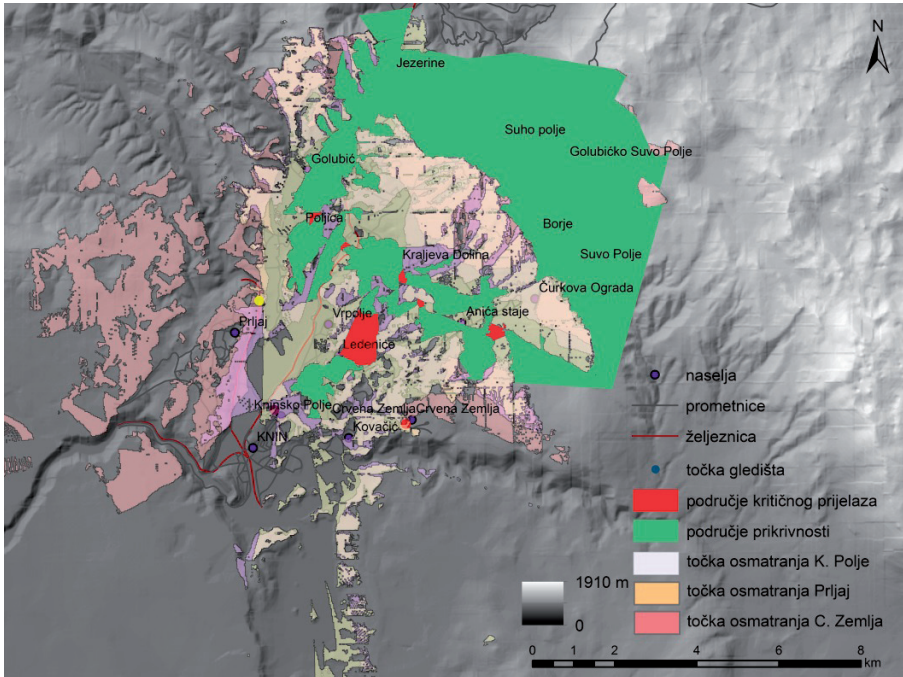 N
Jezerine
Suho polje
Golubićko Suvo Polje
Golubić
Poljica
Borje
Kraljeva Dolina
Suvo Polje
Čurkova Ograda
Vrpolje
Anića staje
Prljaj
Ledenice
Kninsko Polje
Crvena Zemlja
Crvena Zemlja
Kovačić
KNIN
naselja
prometnice
željeznica
točka gledišta
područje kritičnog prijelaza
područje prikrivnosti
točka osmatranja K. Polje
točka osmatranja Prljaj
točka osmatranja C. Zemlja
1910 m
0
0 1 2 4 6 8
km